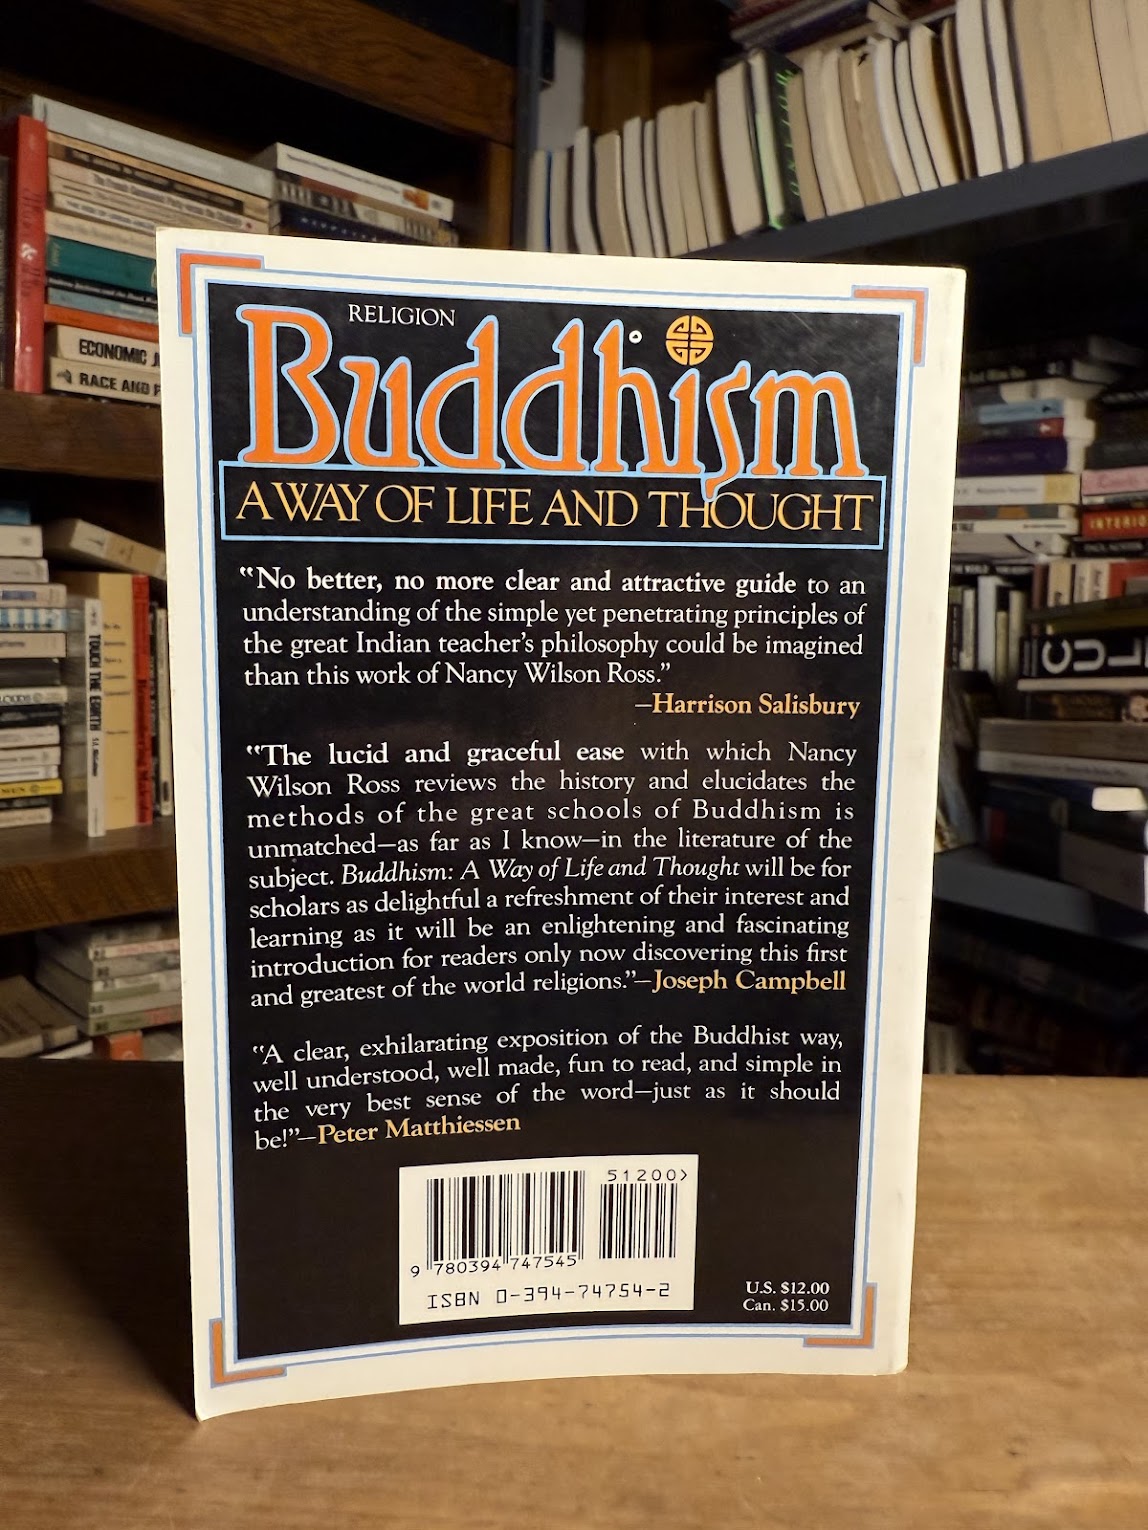 RELIGION
Buddhism
A WAY OF LIFE AND THOUGHT
"No better, no more clear and attractive guide to an
understanding of the simple yet penetrating principles of
the great Indian teacher's philosophy could be imagined
than this work of Nancy Wilson Ross."
—Harrison Salisbury
"The lucid and graceful ease with which Nancy
Wilson Ross reviews the history and elucidates the
methods of the great schools of Buddhism is
unmatched—as far as I know—in the literature of the
subject. Buddhism: A Way of Life and Thought will be for
scholars as delightful a refreshment of their interest and
learning as it will be an enlightening and fascinating
introduction for readers only now discovering this first
and greatest of the world religions."—Joseph Campbell
"A clear, exhilarating exposition of the Buddhist way,
well understood, well made, fun to read, and simple in
the very best sense of the word—just as it should
be!"—Peter Matthiessen
51200>
9 780394 747545
ISBN 0-394-74754-2
U.S. $12.00
Can. $15.00
ECONOMIC
RACE AND
TOUCH THE EARTH
CUL